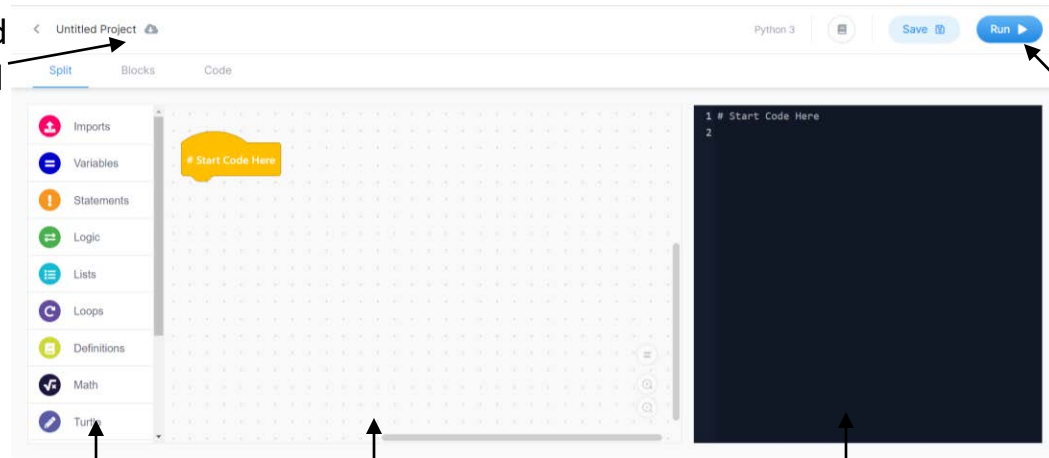 Untitled Project
Python 3
Save
Run
Split
Blocks
Code
Imports
Variables
Statements
Logic
Lists
Loops
Definitions
Math
Turtle
# Start Code Here
1 # Start Code Here
2